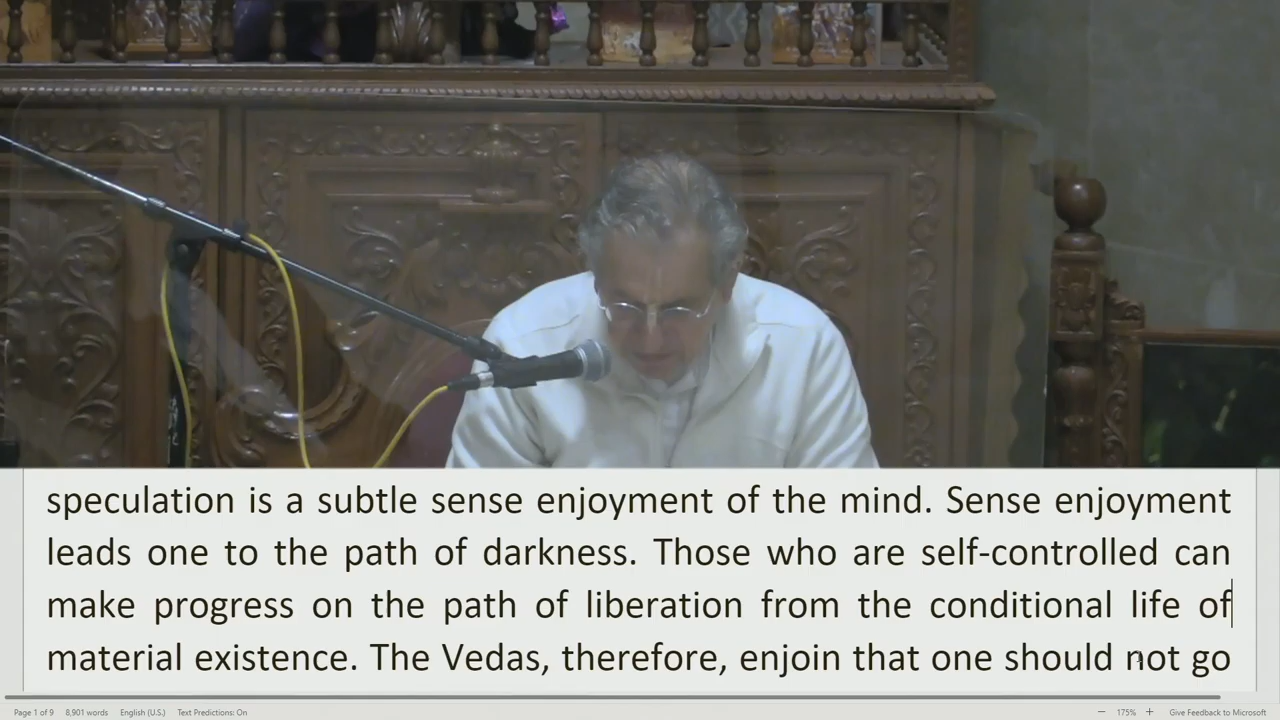 speculation is a subtle sense enjoyment of the mind. Sense enjoyment
leads one to the path of darkness. Those who are self-controlled can
make progress on the path of liberation from the conditional life of
material existence. The Vedas, therefore, enjoin that one should not go
Page 1 of 9 8,901 words English (U.S.) Text Predictions: On 175% Give Feedback to Microsoft